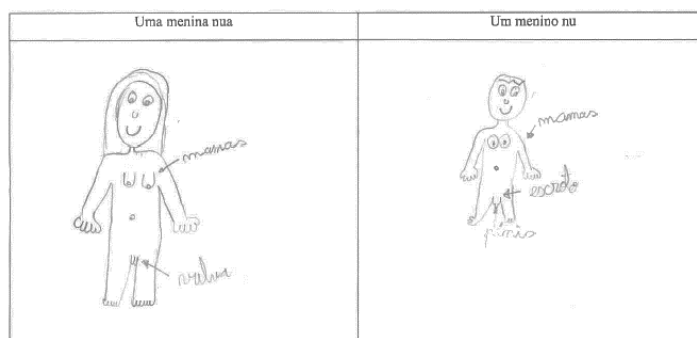 Uma menina nua
Um menino nu
mamas
vulva
mamas
escroto
pénis